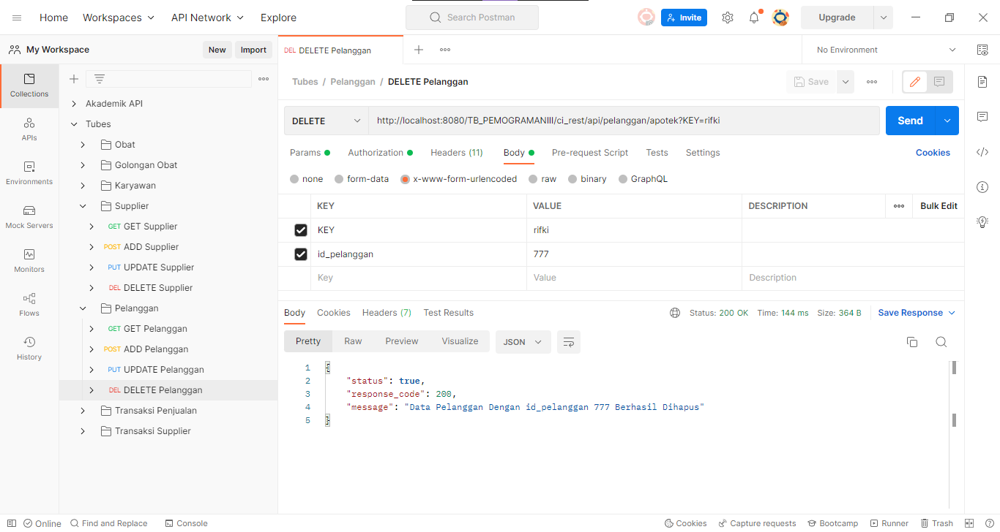 Home Workspaces API Network Explore Search Postman Invite Upgrade
My Workspace New Import DEL DELETE Pelanggan No Environment
Collections
APIs
Environments
Mock Servers
Monitors
Flows
History
Akademik API
Tubes
Obat
Golongan Obat
Karyawan
Supplier
GET GET Supplier
POST ADD Supplier
PUT UPDATE Supplier
DEL DELETE Supplier
Pelanggan
GET GET Pelanggan
POST ADD Pelanggan
PUT UPDATE Pelanggan
DEL DELETE Pelanggan
Transaksi Penjualan
Transaksi Supplier
Tubes / Pelanggan / DELETE Pelanggan Save
DELETE http://localhost:8080/TB_PEMOGRAMANIII/ci_rest/api/pelanggan/apotek?KEY=rifki Send
Params Authorization Headers (11) Body Pre-request Script Tests Settings Cookies
none form-data x-www-form-urlencoded raw binary GraphQL
KEY VALUE DESCRIPTION Bulk Edit
KEY rifki
id_pelanggan 777
Key Value Description
Body Cookies Headers (7) Test Results Status: 200 OK Time: 144 ms Size: 364 B Save Response
Pretty Raw Preview Visualize JSON
1 {
2 "status": true,
3 "response_code": 200,
4 "message": "Data Pelanggan Dengan id_pelanggan 777 Berhasil Dihapus"
5 }
Online Find and Replace Console Cookies Capture requests Bootcamp Runner Trash